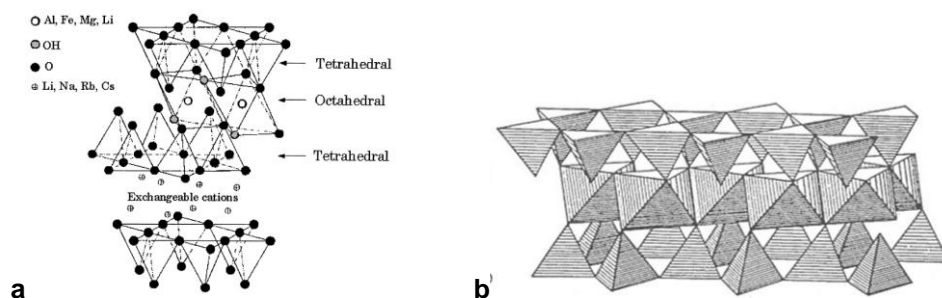 Al, Fe, Mg, Li
OH
O
Li, Na, Rb, Cs
Tetrahedral
Octahedral
Tetrahedral
Exchangeable cations
a
b)